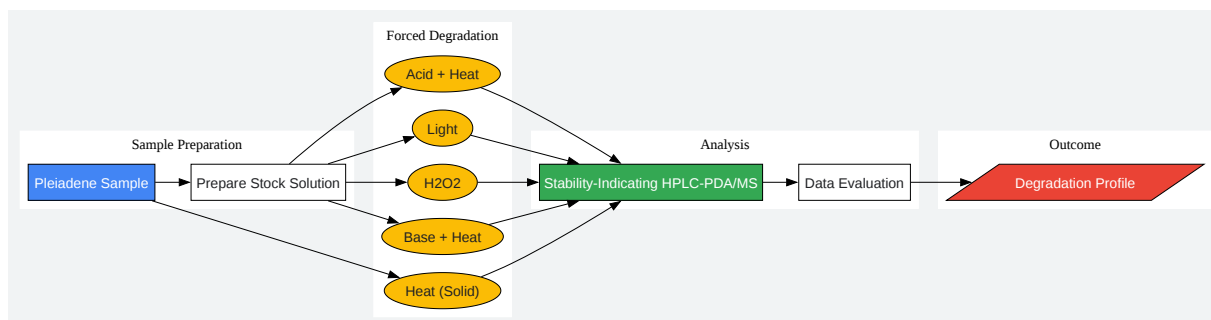 Forced Degradation
Acid + Heat
Light
Sample Preparation
Analysis
Outcome
Pleiadene Sample
Prepare Stock Solution
H2O2
Stability-Indicating HPLC-PDA/MS
Data Evaluation
Degradation Profile
Base + Heat
Heat (Solid)